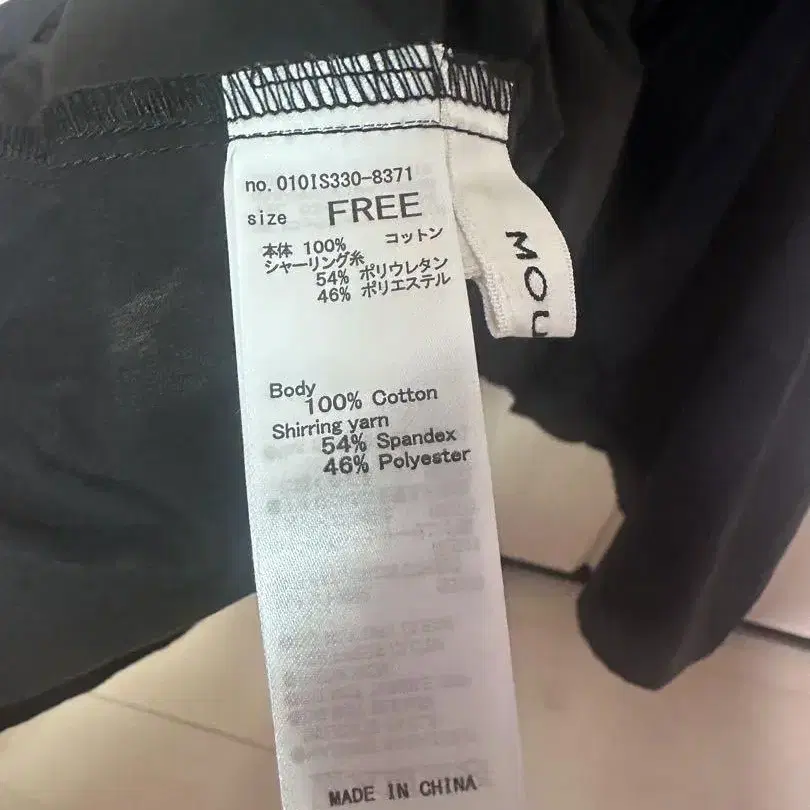 no.010IS330-8371
size FREE
本体 100% コットン
シャーリング糸
54% ポリウレタン
46% ポリエステル
Body
100% Cotton
Shirring yarn
54% Spandex
46% Polyester
MADE IN CHINA
MOU